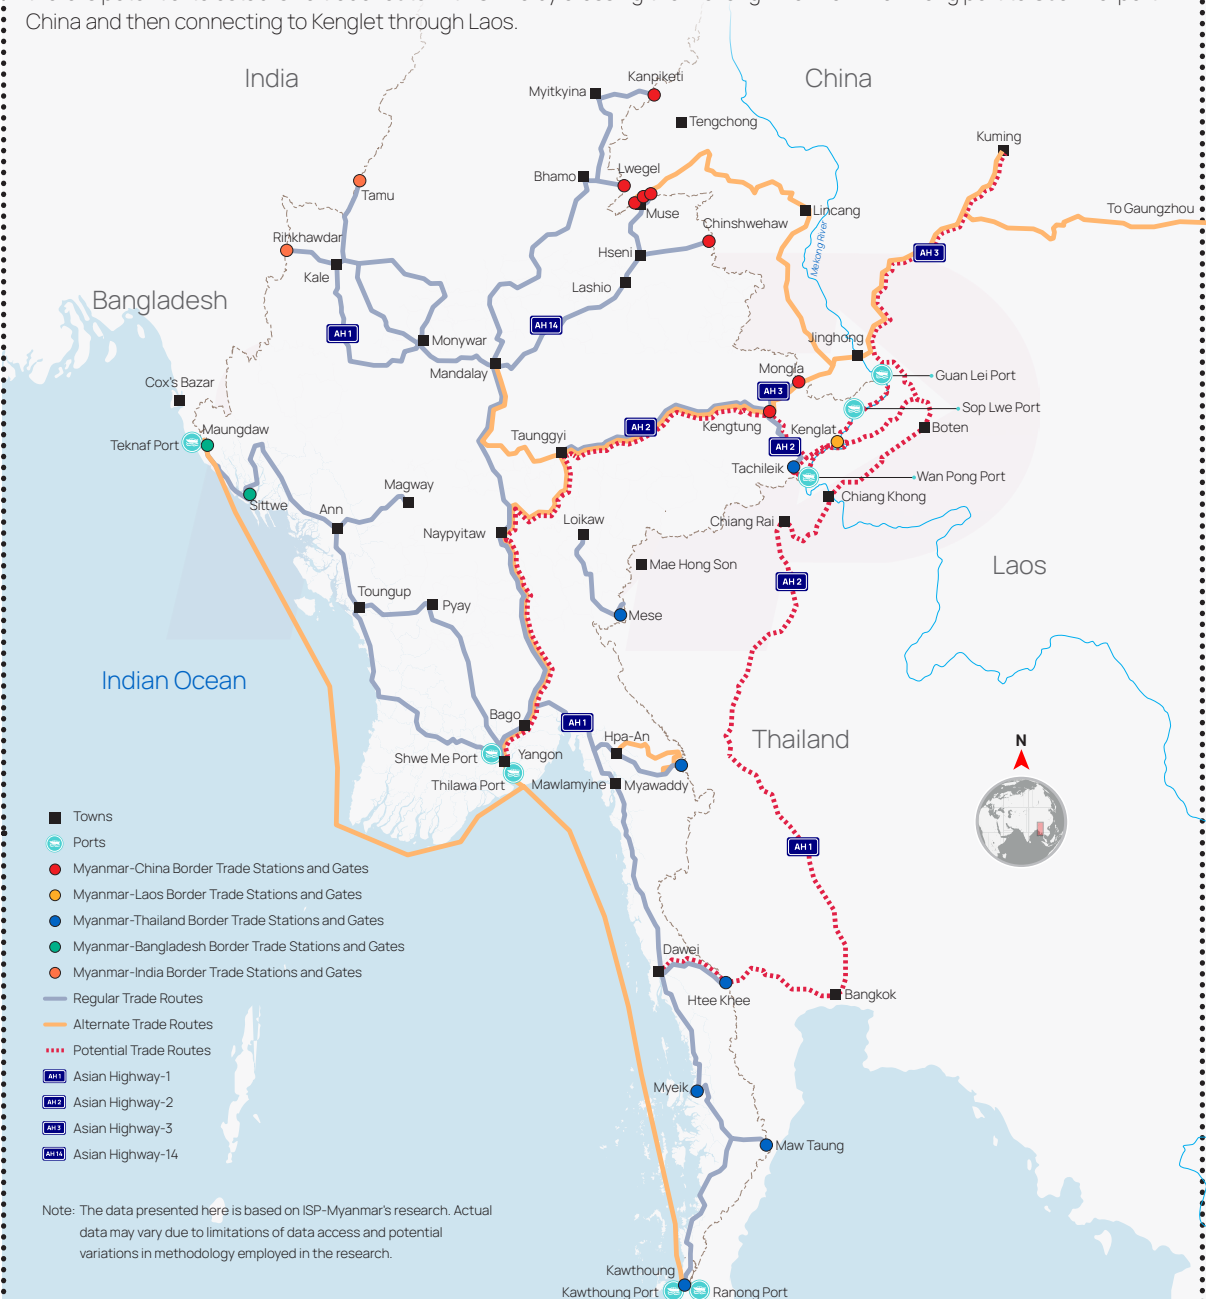 China and then connecting to Kenglet through Laos.
India
China
Kanpiketi
Myitkyina
Tengchong
Kuming
Lwegel
Bhamo
Tamu
Muse
Lincang
To Gaungzhou
Chinshwehaw
Rihkhawdar
Mekong River
AH 3
Hseni
Kale
Lashio
Bangladesh
AH 14
AH 1
Monywar
Jinghong
Mandalay
Mongla
Guan Lei Port
Cox's Bazar
AH 3
Sop Lwe Port
Maungdaw
Taunggyi
AH 2
Kengtung
Kenglat
Boten
Teknaf Port
AH 2
Tachileik
Wan Pong Port
Magway
Chiang Khong
Sittwe
Ann
Loikaw
Chiang Rai
Naypyitaw
Mae Hong Son
Laos
AH 2
Toungup
Pyay
Mese
Indian Ocean
Bago
AH 1
Hpa-An
Thailand
N
Shwe Me Port
Yangon
Thilawa Port
Mawlamyine
Myawaddy
Towns
Ports
AH 1
Myanmar-China Border Trade Stations and Gates
Myanmar-Laos Border Trade Stations and Gates
Myanmar-Thailand Border Trade Stations and Gates
Myanmar-Bangladesh Border Trade Stations and Gates
Dawei
Myanmar-India Border Trade Stations and Gates
Regular Trade Routes
Htee Khee
Bangkok
Alternate Trade Routes
Potential Trade Routes
AH 1 Asian Highway-1
Myeik
AH 2 Asian Highway-2
AH 3 Asian Highway-3
Maw Taung
AH 14 Asian Highway-14
Note: The data presented here is based on ISP-Myanmar's research. Actual
data may vary due to limitations of data access and potential
variations in methodology employed in the research.
Kawthoung
Kawthoung Port
Ranong Port